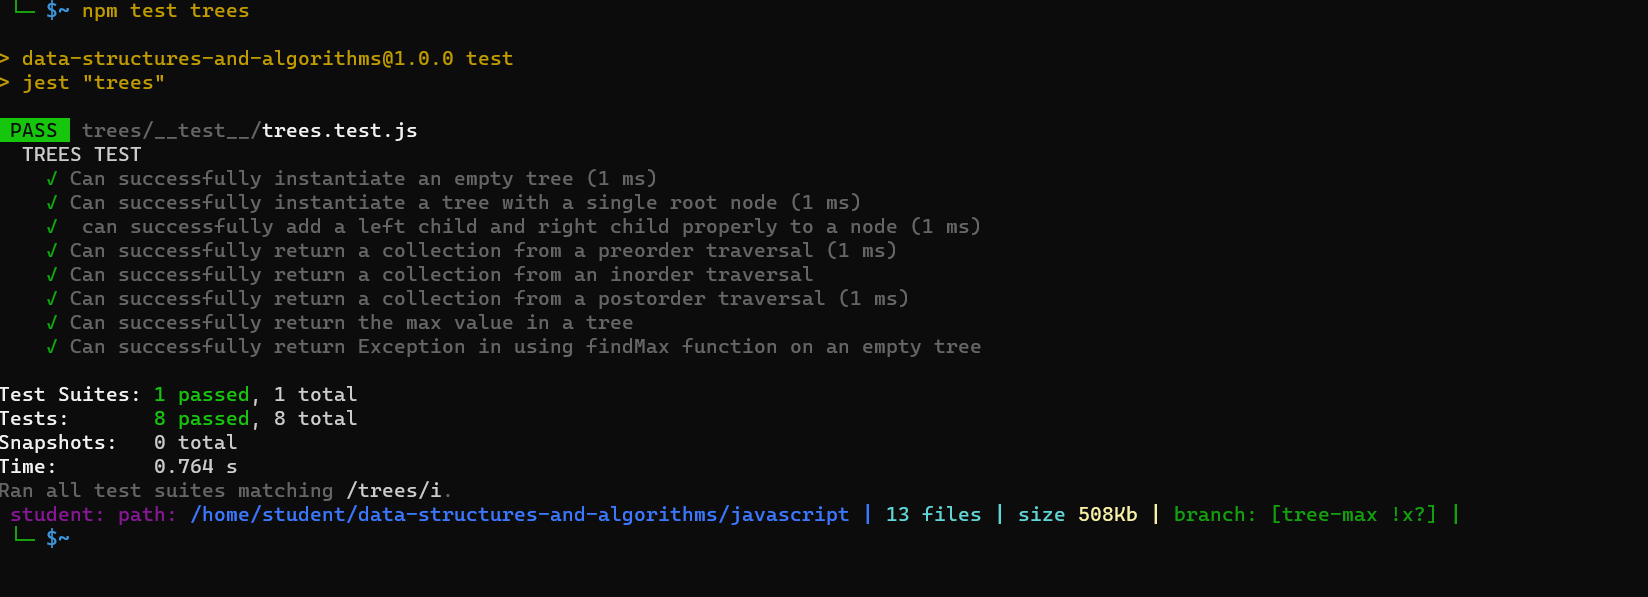 └─ $~ npm test trees
> data-structures-and-algorithms@1.0.0 test
> jest "trees"
PASS trees/__test__/trees.test.js
TREES TEST
√ Can successfully instantiate an empty tree (1 ms)
√ Can successfully instantiate a tree with a single root node (1 ms)
√  can successfully add a left child and right child properly to a node (1 ms)
√ Can successfully return a collection from a preorder traversal (1 ms)
√ Can successfully return a collection from an inorder traversal
√ Can successfully return a collection from a postorder traversal (1 ms)
√ Can successfully return the max value in a tree
√ Can successfully return Exception in using findMax function on an empty tree
Test Suites: 1 passed, 1 total
Tests:       8 passed, 8 total
Snapshots:   0 total
Time:        0.764 s
Ran all test suites matching /trees/i.
student: path: /home/student/data-structures-and-algorithms/javascript | 13 files | size 508Kb | branch: [tree-max !x?] |
└─ $~